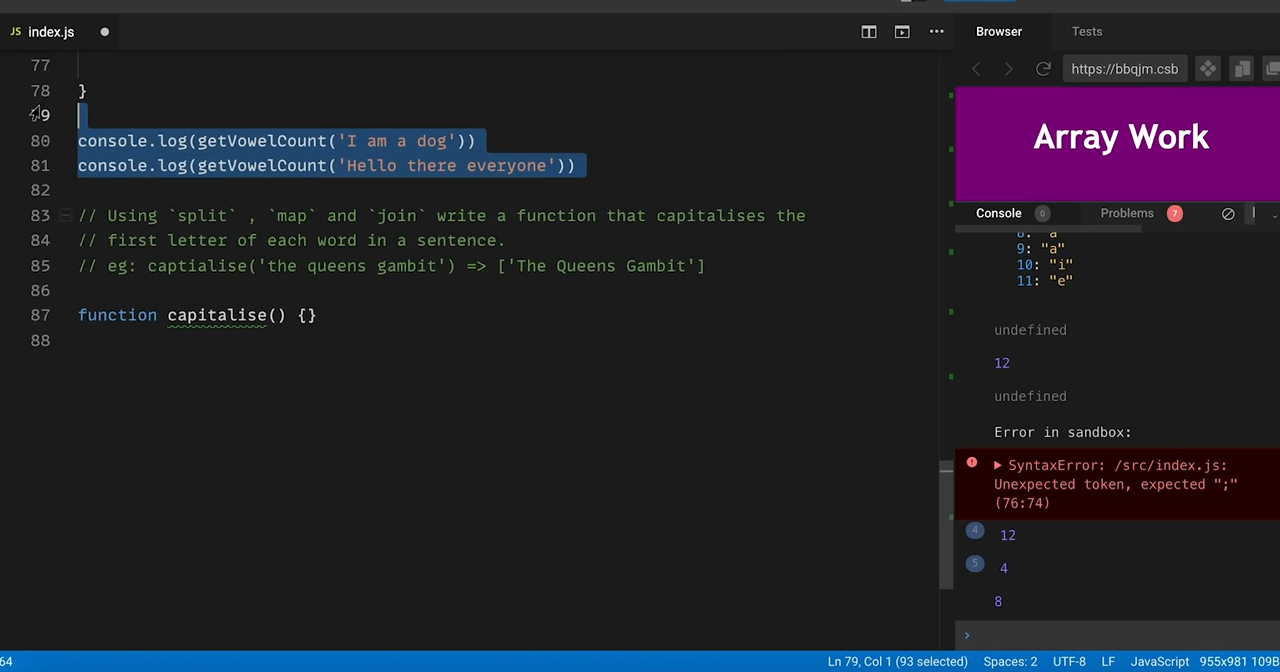 JS index.js
Browser
Tests
https://bbqjm.csb
Array Work
Console 0
Problems 7
77
78 }
79
80 console.log(getVowelCount('I am a dog'))
81 console.log(getVowelCount('Hello there everyone'))
82
83 // Using `split` , `map` and `join` write a function that capitalises the
84 // first letter of each word in a sentence.
85 // eg: captialise('the queens gambit') => ['The Queens Gambit']
86
87 function capitalise() {}
88
8: "a"
9: "a"
10: "i"
11: "e"
undefined
12
undefined
Error in sandbox:
SyntaxError: /src/index.js:
Unexpected token, expected ";"
(76:74)
4 12
5 4
8
64
Ln 79, Col 1 (93 selected)
Spaces: 2
UTF-8
LF
JavaScript
955x981 109B